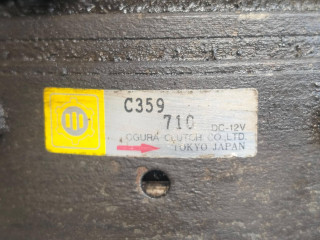 C359
710 DC-12V
OGURA CLUTCH CO., LTD.
TOKYO JAPAN